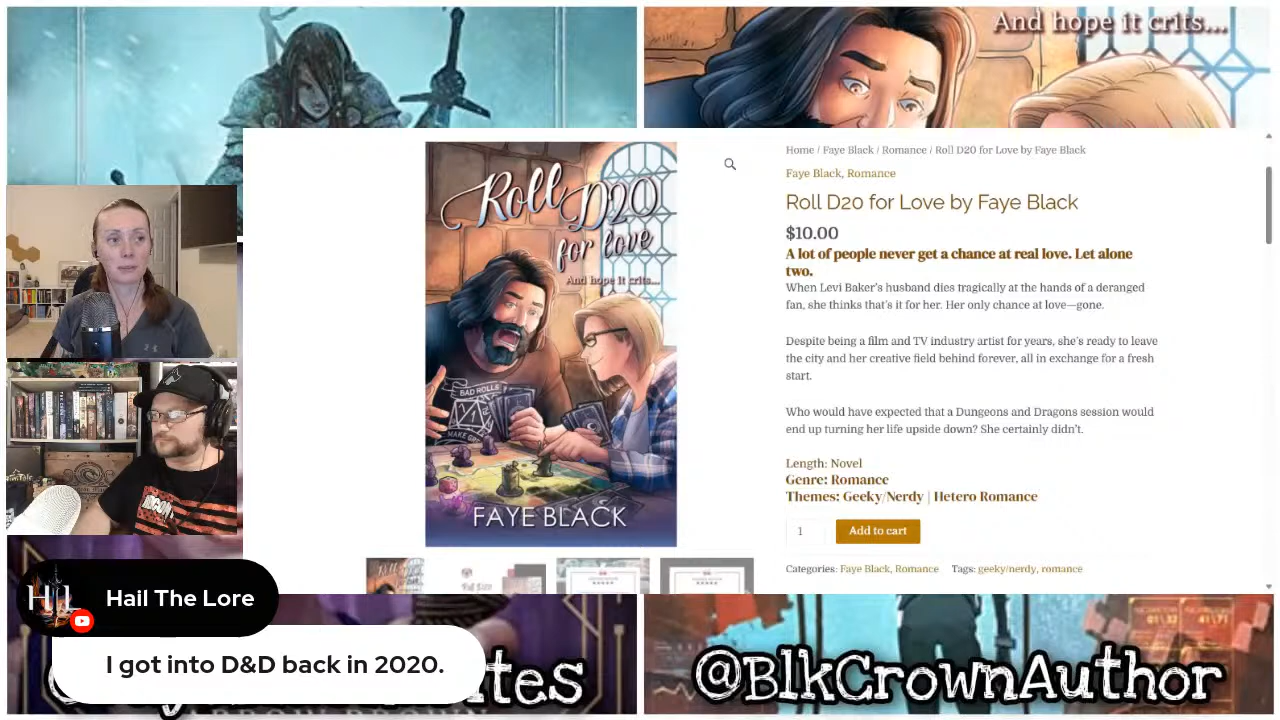 And hope it crits...
Home / Faye Black / Romance / Roll D20 for Love by Faye Black
Faye Black, Romance
Roll D20 for Love by Faye Black
$10.00
A lot of people never get a chance at real love. Let alone
two.
When Levi Baker's husband dies tragically at the hands of a deranged
fan, she thinks that's it for her. Her only chance at love—gone.
Despite being a film and TV industry artist for years, she's ready to leave
the city and her creative field behind forever, all in exchange for a fresh
start.
Who would have expected that a Dungeons and Dragons session would
end up turning her life upside down? She certainly didn't.
Length: Novel
Genre: Romance
Themes: Geeky/Nerdy | Hetero Romance
1
Add to cart
Categories: Faye Black, Romance
Tags: geeky/nerdy, romance
Roll D20
for love
And hope it crits...
BAD ROLLS
FAYE BLACK
HL
Hail The Lore
I got into D&D back in 2020.
@BlkCrownAuthor